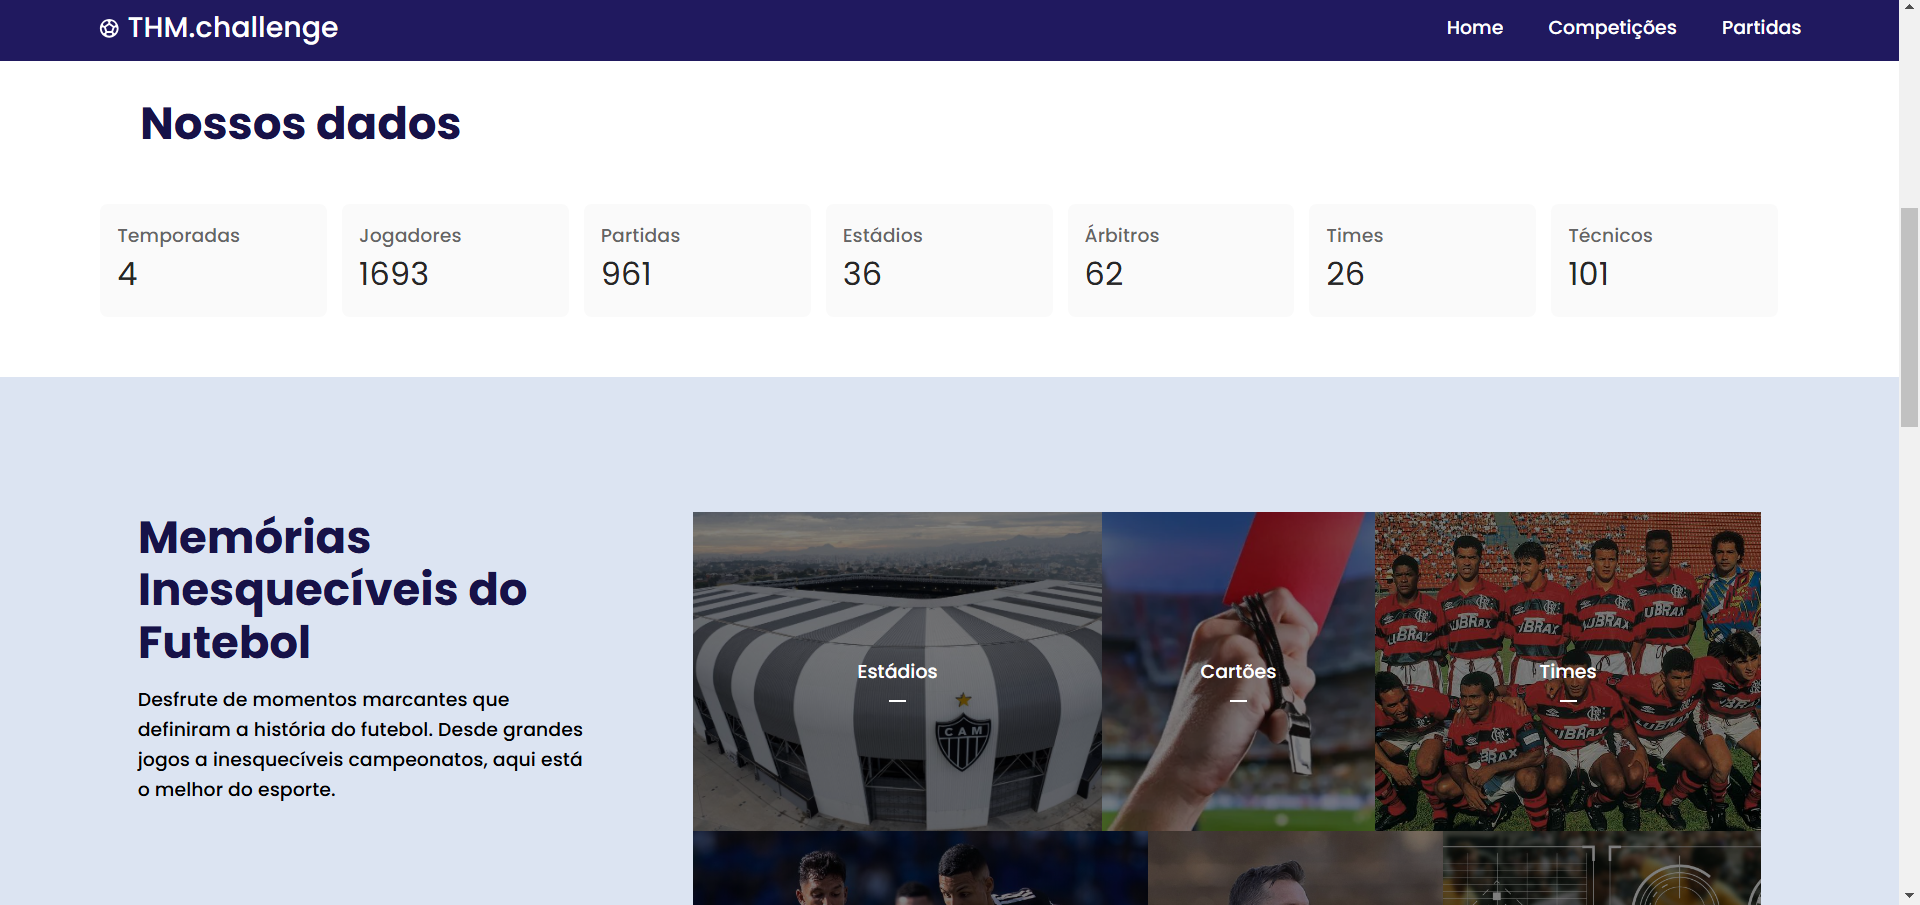 THM.challenge
Home Competições Partidas
Nossos dados
Temporadas Jogadores Partidas Estádios Árbitros Times Técnicos
4 1693 961 36 62 26 101
Memórias
Inesquecíveis do
Futebol
Desfrute de momentos marcantes que
definiram a história do futebol. Desde grandes
jogos a inesquecíveis campeonatos, aqui está
o melhor do esporte.
Estádios
CAM
Cartões
Times
LUBRAX